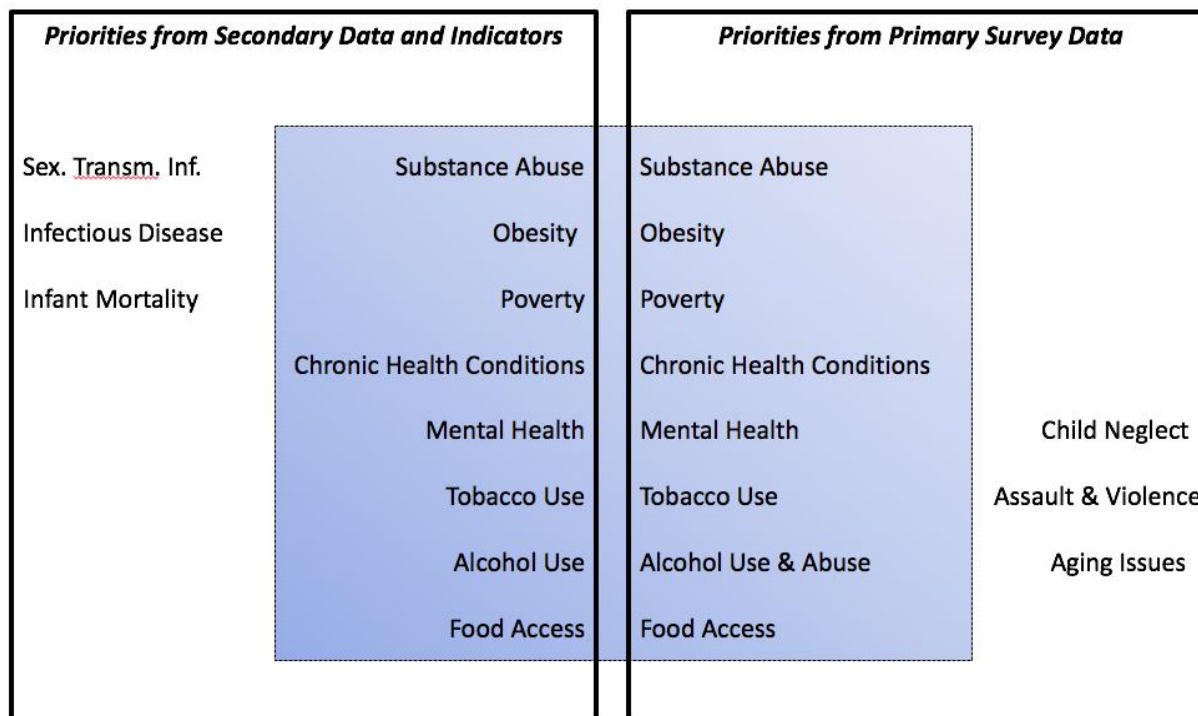 Priorities from Secondary Data and Indicators
Sex. Transm. Inf.
Infectious Disease
Infant Mortality
Substance Abuse
Obesity
Poverty
Chronic Health Conditions
Mental Health
Tobacco Use
Alcohol Use
Food Access
Priorities from Primary Survey Data
Substance Abuse
Obesity
Poverty
Chronic Health Conditions
Mental Health
Tobacco Use
Alcohol Use & Abuse
Food Access
Child Neglect
Assault & Violence
Aging Issues